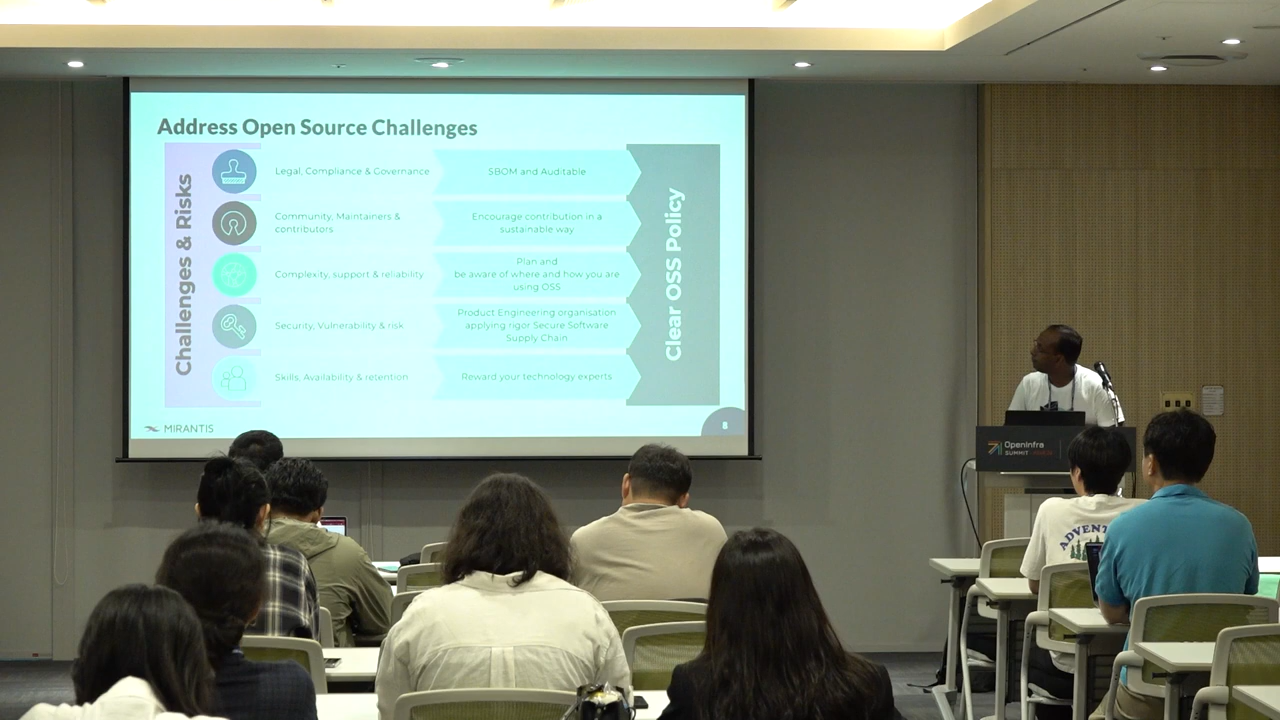 Address Open Source Challenges
Challenges & Risks
Legal, Compliance & Governance
SBOM and Auditable
Community, Maintainers &
contributors
Encourage contribution in a
sustainable way
Complexity, support & reliability
Plan and
be aware of where and how you are
using OSS
Security, Vulnerability & risk
Product Engineering organisation
applying rigor Secure Software
Supply Chain
Skills, Availability & retention
Reward your technology experts
Clear OSS Policy
MIRANTIS
8
OpenInfra
SUMMIT